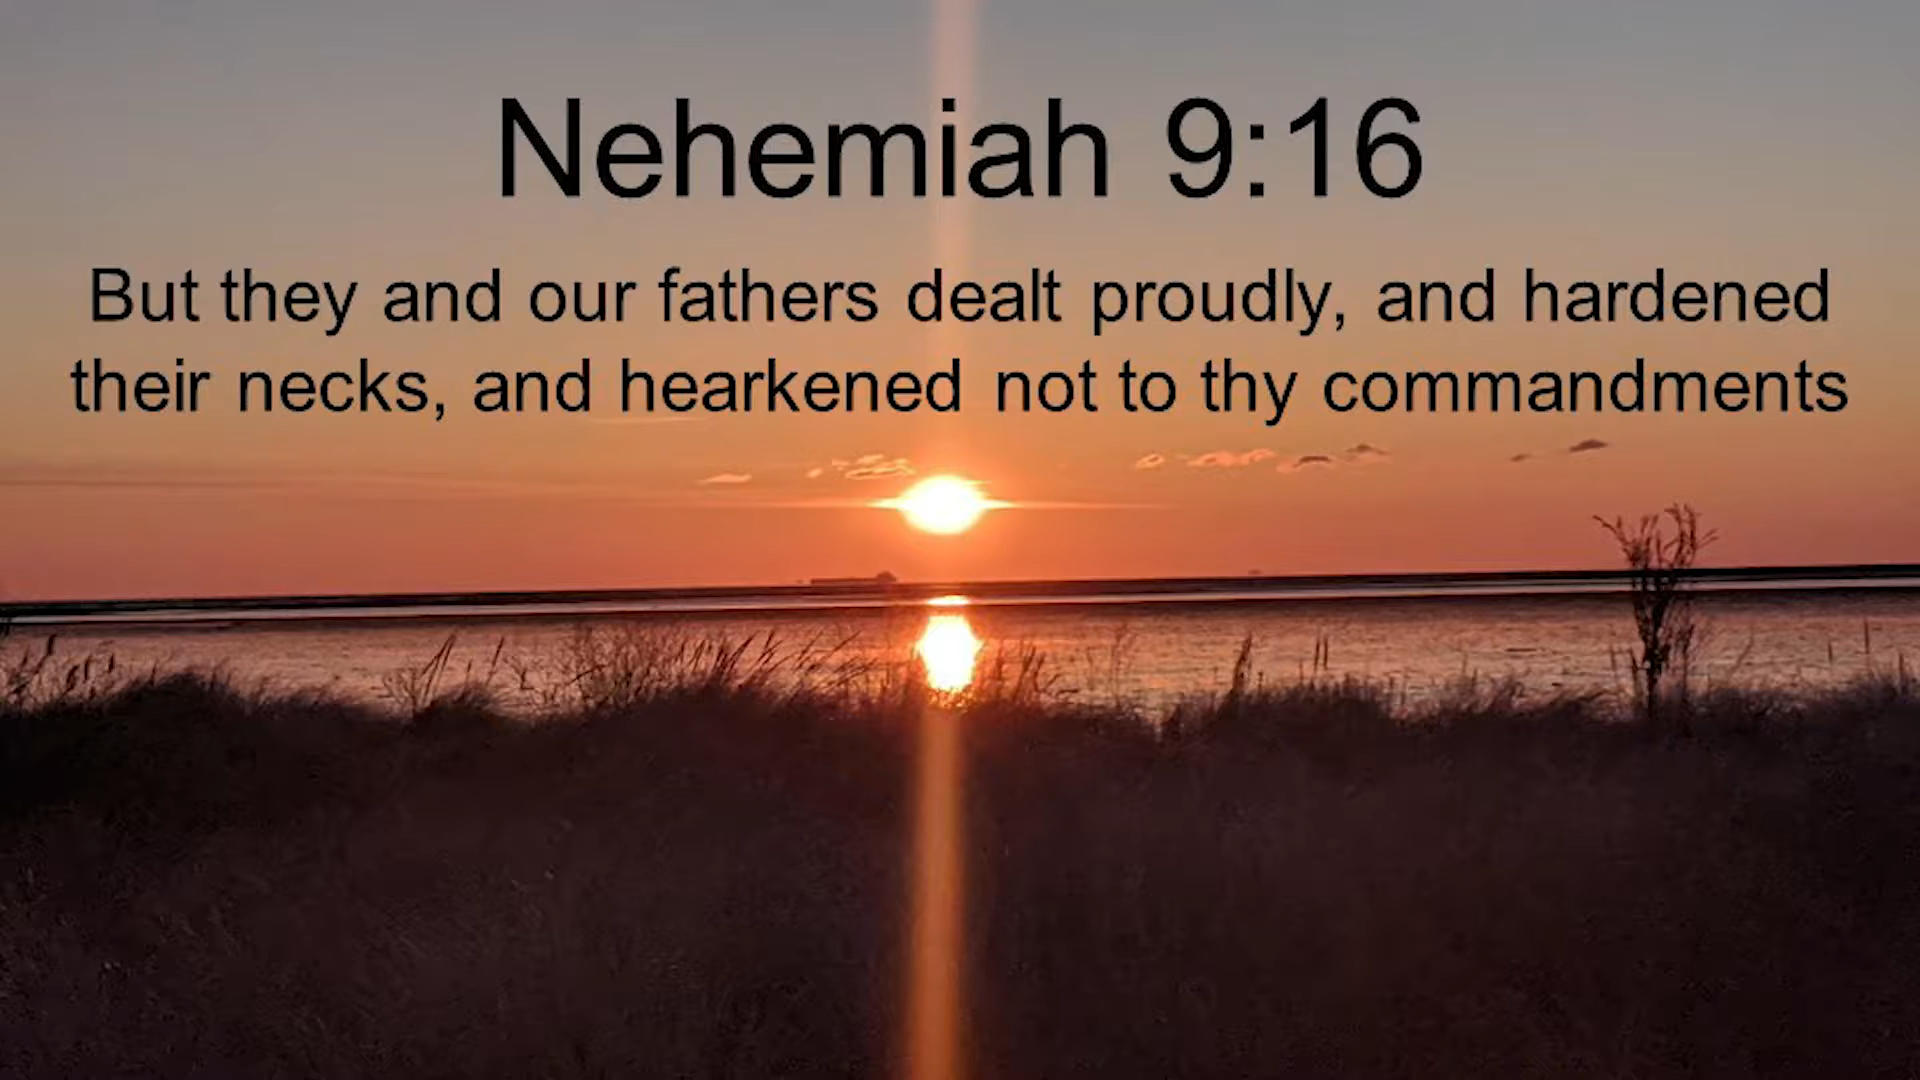 Nehemiah 9:16
But they and our fathers dealt proudly, and hardened
their necks, and hearkened not to thy commandments